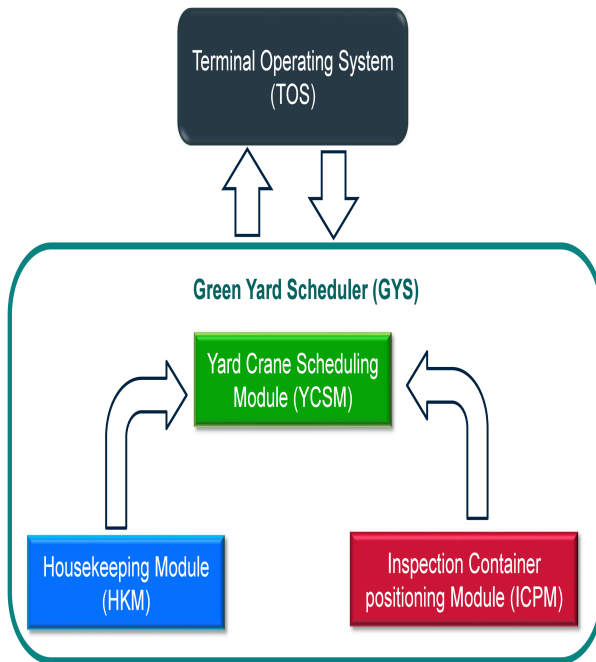 Terminal Operating System
(TOS)
Green Yard Scheduler (GYS)
Yard Crane Scheduling
Module (YCSM)
Housekeeping Module
(HKM)
Inspection Container
positioning Module (ICPM)